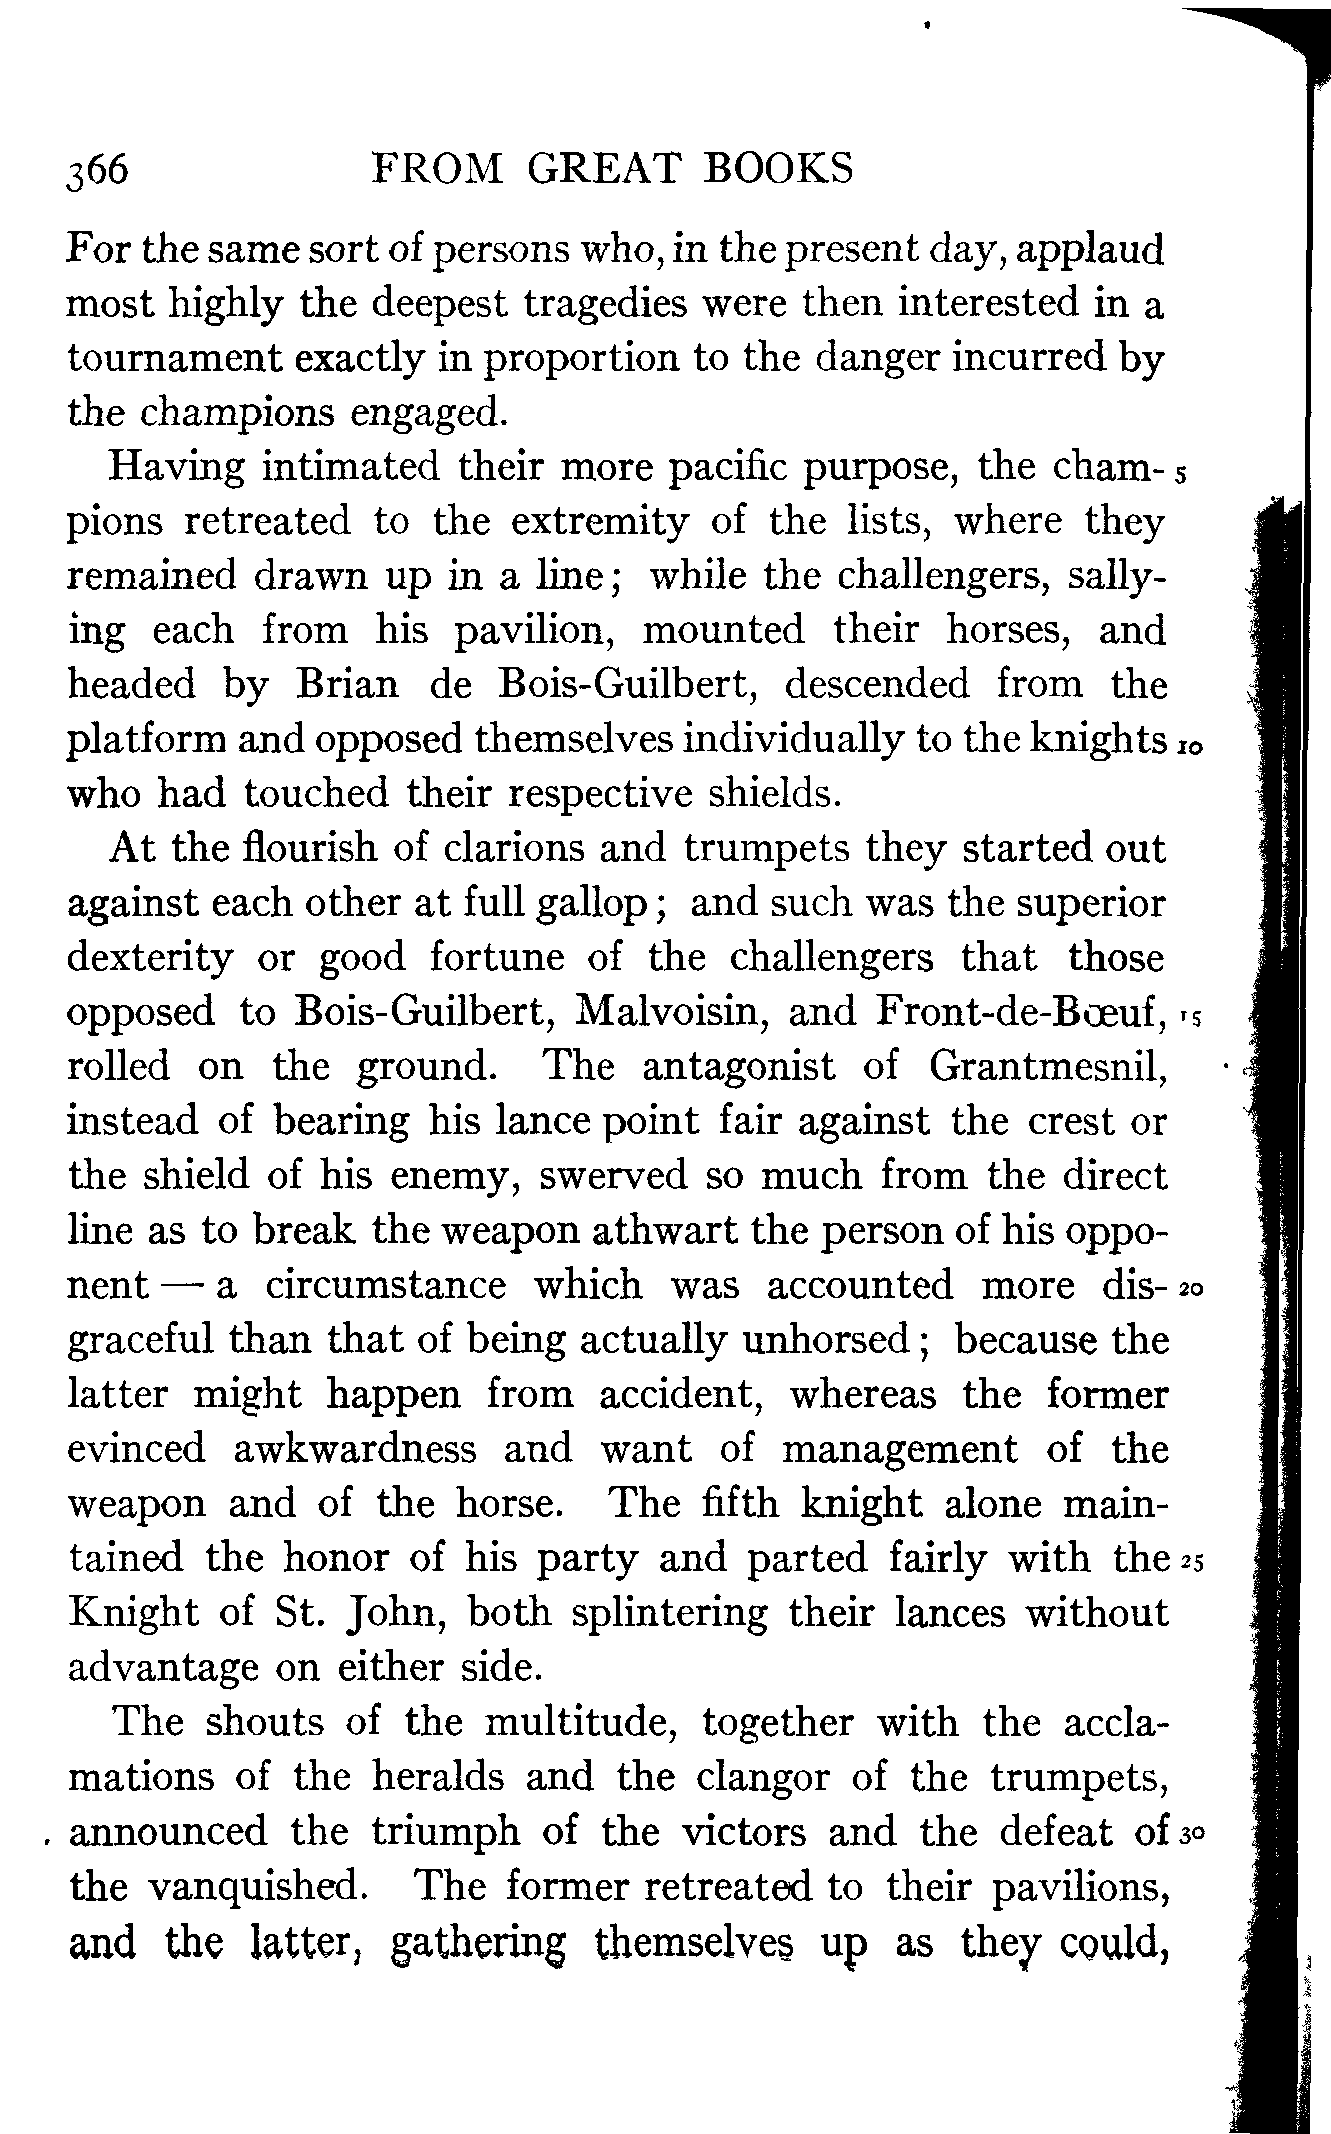 366 FROM GREAT BOOKS
For the same sort of persons who, in the present day, applaud
most highly the deepest tragedies were then interested in a
tournament exactly in proportion to the danger incurred by
the champions engaged.
Having intimated their more pacific purpose, the cham- 5
pions retreated to the extremity of the lists, where they
remained drawn up in a line; while the challengers, sally-
ing each from his pavilion, mounted their horses, and
headed by Brian de Bois-Guilbert, descended from the
platform and opposed themselves individually to the knights 10
who had touched their respective shields.
At the flourish of clarions and trumpets they started out
against each other at full gallop; and such was the superior
dexterity or good fortune of the challengers that those
opposed to Bois-Guilbert, Malvoisin, and Front-de-Bœuf, 15
rolled on the ground. The antagonist of Grantmesnil,
instead of bearing his lance point fair against the crest or
the shield of his enemy, swerved so much from the direct
line as to break the weapon athwart the person of his oppo-
nent — a circumstance which was accounted more dis- 20
graceful than that of being actually unhorsed; because the
latter might happen from accident, whereas the former
evinced awkwardness and want of management of the
weapon and of the horse. The fifth knight alone main-
tained the honor of his party and parted fairly with the 25
Knight of St. John, both splintering their lances without
advantage on either side.
The shouts of the multitude, together with the accla-
mations of the heralds and the clangor of the trumpets,
announced the triumph of the victors and the defeat of 30
the vanquished. The former retreated to their pavilions,
and the latter, gathering themselves up as they could,